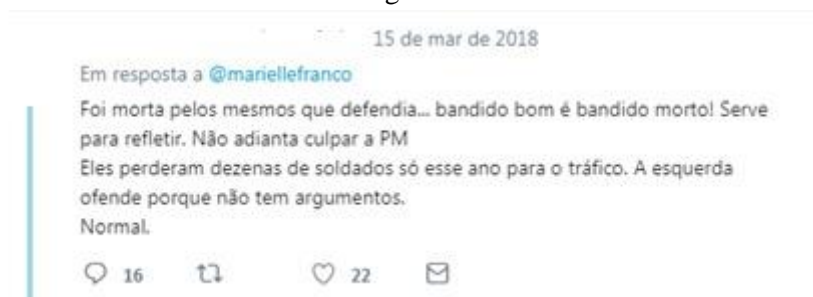 15 de mar de 2018
Em resposta a @mariellefranco
Foi morta pelos mesmos que defendia... bandido bom é bandido morto! Serve
para refletir. Não adianta culpar a PM
Eles perderam dezenas de soldados só esse ano para o tráfico. A esquerda
ofende porque não tem argumentos.
Normal.
16 22